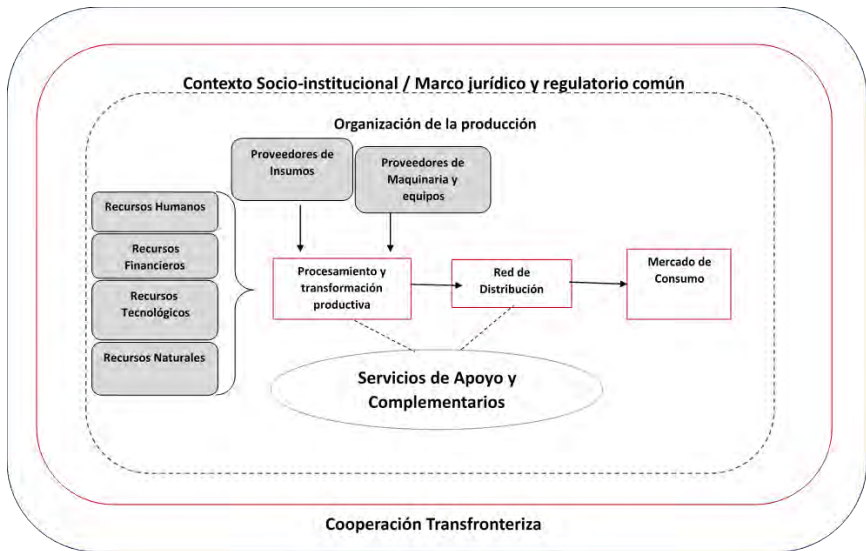 Contexto Socio-institucional / Marco jurídico y regulatorio común
Organización de la producción
Proveedores de
Insumos
Proveedores de
Maquinaria y
equipos
Recursos Humanos
Recursos
Financieros
Recursos
Tecnológicos
Recursos Naturales
Procesamiento y
transformación
productiva
Red de
Distribución
Mercado de
Consumo
Servicios de Apoyo y
Complementarios
Cooperación Transfronteriza